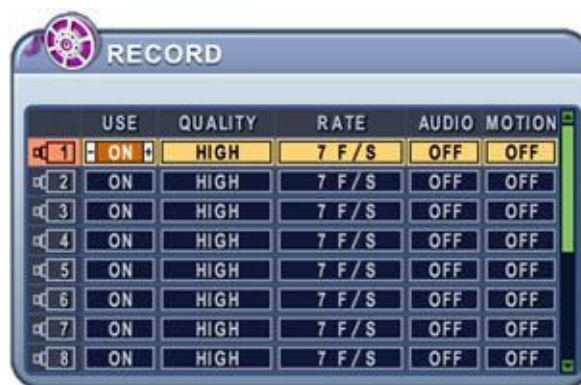 RECORD
USE QUALITY RATE AUDIO MOTION
1 - ON + HIGH 7 F/S OFF OFF
2 ON HIGH 7 F/S OFF OFF
3 ON HIGH 7 F/S OFF OFF
4 ON HIGH 7 F/S OFF OFF
5 ON HIGH 7 F/S OFF OFF
6 ON HIGH 7 F/S OFF OFF
7 ON HIGH 7 F/S OFF OFF
8 ON HIGH 7 F/S OFF OFF